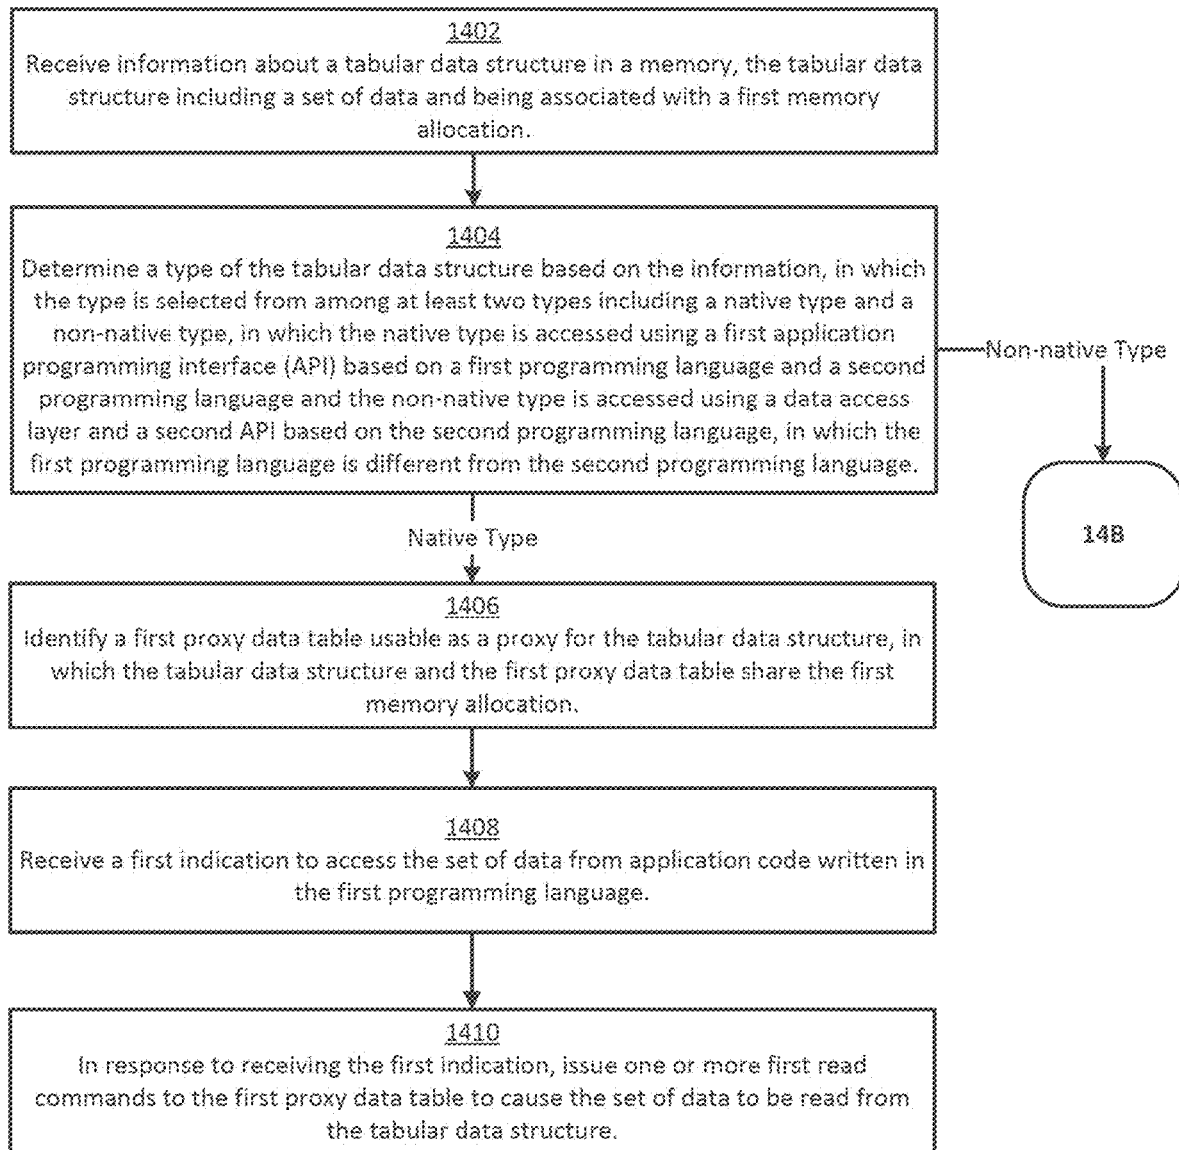 1402
Receive information about a tabular data structure in a memory, the tabular data
structure including a set of data and being associated with a first memory
allocation.
1404
Determine a type of the tabular data structure based on the information, in which
the type is selected from among at least two types including a native type and a
non-native type, in which the native type is accessed using a first application
programming interface (API) based on a first programming language and a second
programming language and the non-native type is accessed using a data access
layer and a second API based on the second programming language, in which the
first programming language is different from the second programming language.
Non-native Type
14B
Native Type
1406
Identify a first proxy data table usable as a proxy for the tabular data structure, in
which the tabular data structure and the first proxy data table share the first
memory allocation.
1408
Receive a first indication to access the set of data from application code written in
the first programming language.
1410
In response to receiving the first indication, issue one or more first read
commands to the first proxy data table to cause the set of data to be read from
the tabular data structure.